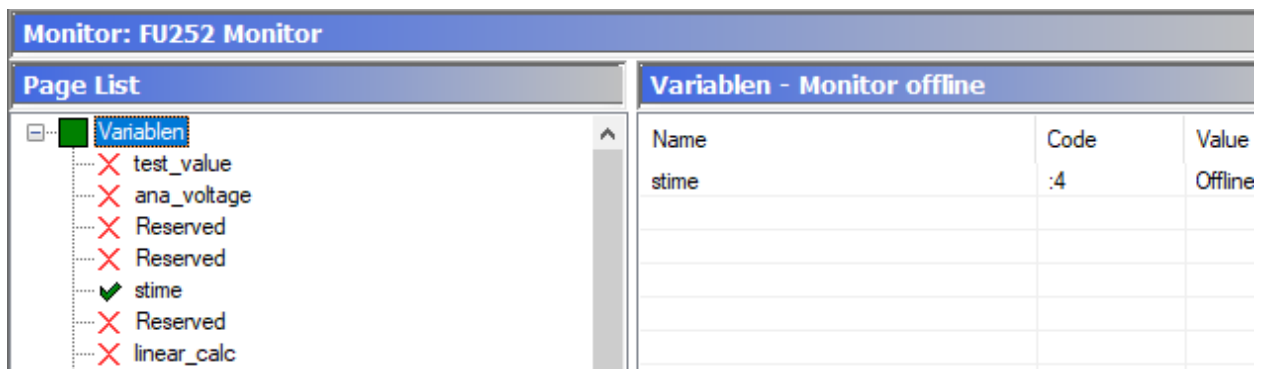 Monitor: FU252 Monitor
Page List
Variablen
test_value
ana_voltage
Reserved
Reserved
stime
Reserved
linear_calc
Variablen - Monitor offline
Name Code Value
stime :4 Offline